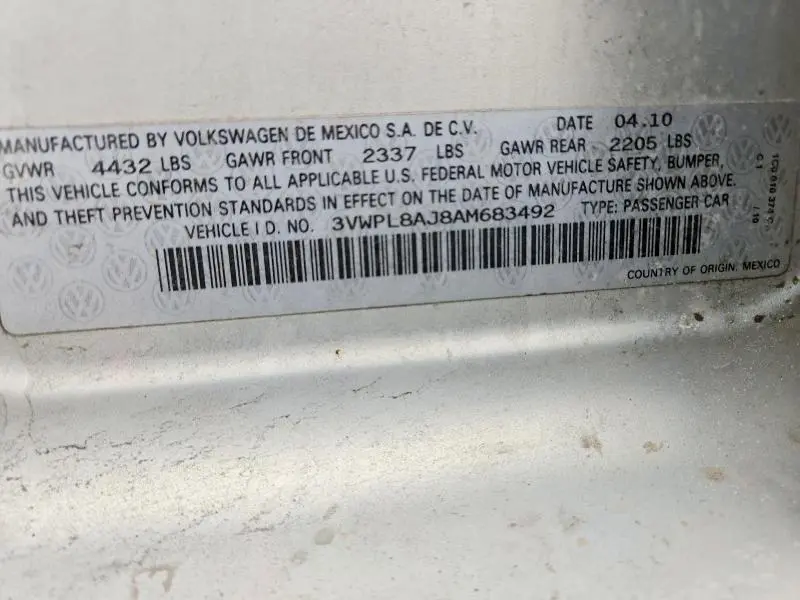 MANUFACTURED BY VOLKSWAGEN DE MEXICO S.A. DE C.V. DATE 04.10
GVWR 4432 LBS GAWR FRONT 2337 LBS GAWR REAR 2205 LBS
THIS VEHICLE CONFORMS TO ALL APPLICABLE U.S. FEDERAL MOTOR VEHICLE SAFETY, BUMPER,
AND THEFT PREVENTION STANDARDS IN EFFECT ON THE DATE OF MANUFACTURE SHOWN ABOVE.
VEHICLE I D. NO. 3VWPL8AJ8AM683492 TYPE: PASSENGER CAR
COUNTRY OF ORIGIN. MEXICO